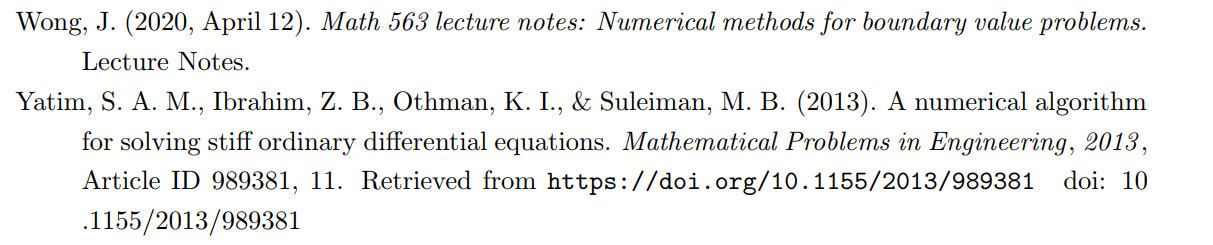 Wong, J. (2020, April 12). Math 563 lecture notes: Numerical methods for boundary value problems.
Lecture Notes.
Yatim, S. A. M., Ibrahim, Z. B., Othman, K. I., & Suleiman, M. B. (2013). A numerical algorithm
for solving stiff ordinary differential equations. Mathematical Problems in Engineering, 2013,
Article ID 989381, 11. Retrieved from https://doi.org/10.1155/2013/989381 doi: 10
.1155/2013/989381